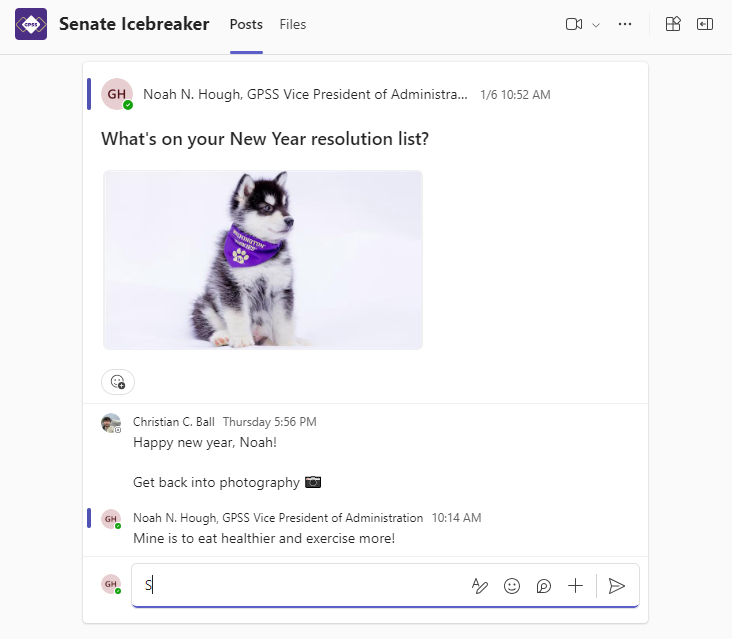 GPSS
Senate Icebreaker
Posts
Files
GH
Noah N. Hough, GPSS Vice President of Administra...
1/6 10:52 AM
What's on your New Year resolution list?
WASHINGTON
HUSKIES
Christian C. Ball
Thursday 5:56 PM
Happy new year, Noah!
Get back into photography
GH
Noah N. Hough, GPSS Vice President of Administration
10:14 AM
Mine is to eat healthier and exercise more!
GH
S